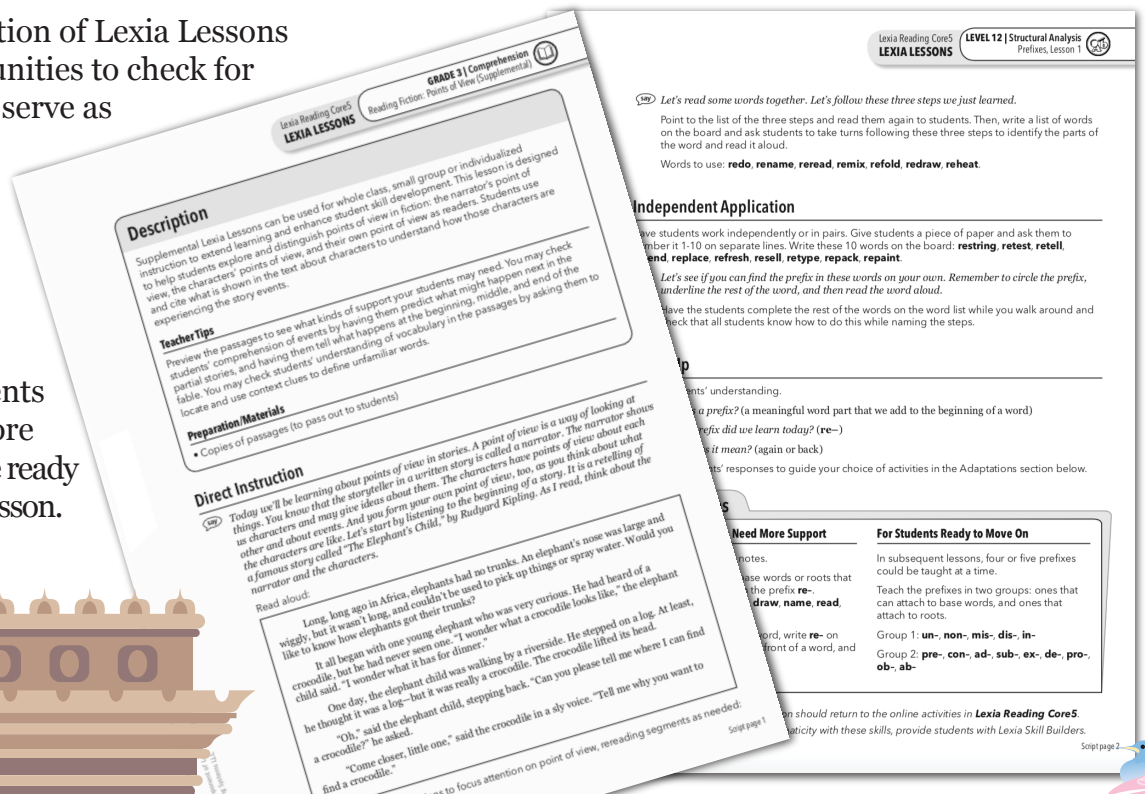 tion of Lexia Lessons
unities to check for
serve as
ents
ore
ready
sson.
Lexia Reading Core5
LEXIA LESSONS
GRADE 3 | Comprehension
Reading Fiction: Points of View (Supplemental)
Description
Supplemental Lexia Lessons can be used for whole class, small group or individualized
instruction to extend learning and enhance student skill development. This lesson is designed
to help students explore and distinguish points of view in fiction: the narrator's point of
view, the characters' points of view, and their own point of view as readers. Students use
and cite what is shown in the text about characters to understand how those characters are
experiencing the story events.
Teacher Tips
Preview the passages to see what kinds of support your students may need. You may check
students' comprehension of events by having them predict what might happen next in the
partial stories, and having them tell what happens at the beginning, middle, and end of the
fable. You may check students' understanding of vocabulary in the passages by asking them to
locate and use context clues to define unfamiliar words.
Preparation/Materials
• Copies of passages (to pass out to students)
Direct Instruction
say Today we'll be learning about points of view in stories. A point of view is a way of looking at
things. You know that the storyteller in a written story is called a narrator. The narrator shows
us characters and may give ideas about them. The characters have points of view about each
other and about events. And you form your own point of view, too, as you think about what
the characters are like. Let's start by listening to the beginning of a story. It is a retelling of
a famous story called "The Elephant's Child," by Rudyard Kipling. As I read, think about the
narrator and the characters.
Read aloud:
Long, long ago in Africa, elephants had no trunks. An elephant's nose was large and
wiggly, but it wasn't long, and couldn't be used to pick up things or spray water. Would you
like to know how elephants got their trunks?
It all began with one young elephant who was very curious. He had heard of a
crocodile, but he had never seen one. "I wonder what a crocodile looks like," the elephant
child said. "I wonder what it has for dinner."
One day, the elephant child was walking by a riverside. He stepped on a log. At least,
he thought it was a log—but it was really a crocodile. The crocodile lifted its head.
"Oh," said the elephant child, stepping back. "Can you please tell me where I can find
a crocodile?" he asked.
"Come closer, little one," said the crocodile in a sly voice. "Tell me why you want to
find a crocodile."
ns to focus attention on point of view, rereading segments as needed:
Script page 1
Lexia Reading Core5
LEXIA LESSONS
LEVEL 12 | Structural Analysis
Prefixes, Lesson 1
say Let's read some words together. Let's follow these three steps we just learned.
Point to the list of the three steps and read them again to students. Then, write a list of words
on the board and ask students to take turns following these three steps to identify the parts of
the word and read it aloud.
Words to use: redo, rename, reread, remix, refold, redraw, reheat.
Independent Application
ave students work independently or in pairs. Give students a piece of paper and ask them to
mber it 1-10 on separate lines. Write these 10 words on the board: restring, retest, retell,
end, replace, refresh, resell, retype, repack, repaint.
Let's see if you can find the prefix in these words on your own. Remember to circle the prefix,
underline the rest of the word, and then read the word aloud.
Have the students complete the rest of the words on the word list while you walk around and
check that all students know how to do this while naming the steps.
p
ents' understanding.
s a prefix? (a meaningful word part that we add to the beginning of a word)
refix did we learn today? (re–)
s it mean? (again or back)
nts' responses to guide your choice of activities in the Adaptations section below.
s
Need More Support
notes.
ase words or roots that
the prefix re-.
draw, name, read,
ord, write re- on
front of a word, and
For Students Ready to Move On
In subsequent lessons, four or five prefixes
could be taught at a time.
Teach the prefixes in two groups: ones that
can attach to base words, and ones that
attach to roots.
Group 1: un-, non-, mis-, dis-, in-
Group 2: pre-, con-, ad-, sub-, ex-, de-, pro-,
ob-, ab-
on should return to the online activities in Lexia Reading Core5.
aticity with these skills, provide students with Lexia Skill Builders.
Script page 2